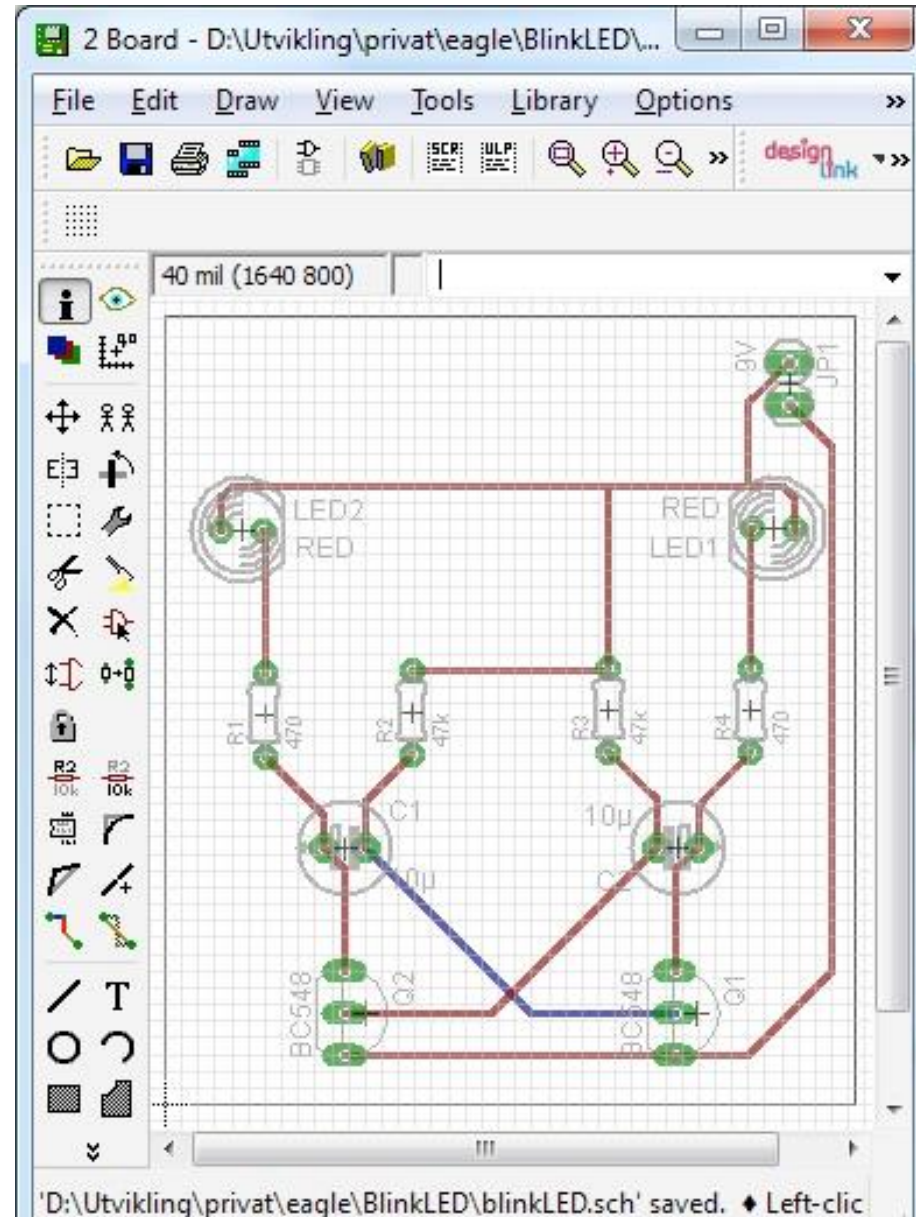 2 Board - D:\Utvikling\privat\eagle\BlinkLED\...
File Edit Draw View Tools Library Options »
SCR ULP » design link »
40 mil (1640 800)
9V
JP1
LED2
RED
RED
LED1
R1
470
R2
47k
R3
47k
R4
470
R2
10k
R2
10k
C1
10µ
BC548
Q2
BC548
Q1
T
'D:\Utvikling\privat\eagle\BlinkLED\blinkLED.sch' saved. ♦ Left-clic